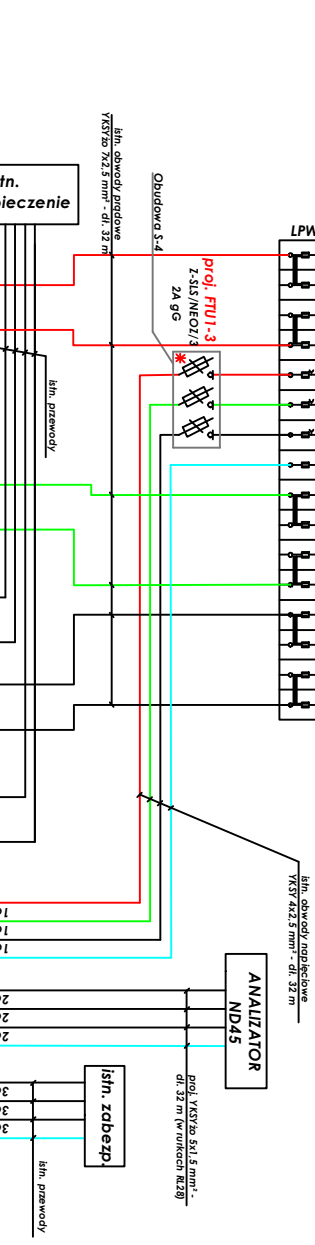 tn.
ieczenie
istn. obwody prądowe
YKSYżo 7x2,5 mm² - dł. 32 m
Obudowa S-4
proj. FTU1-3
Z-SLS/NEOZ/3
2A gG
LPW
istn. przewody
istn. obwody napięciowe
YKSY 4x2,5 mm² - dł. 32 m
ANALIZATOR
ND45
proj. YKSYżo 5x1,5 mm² -
dł. 32 m (w rurkach RL28)
istn. zabezp.
istn. przewody